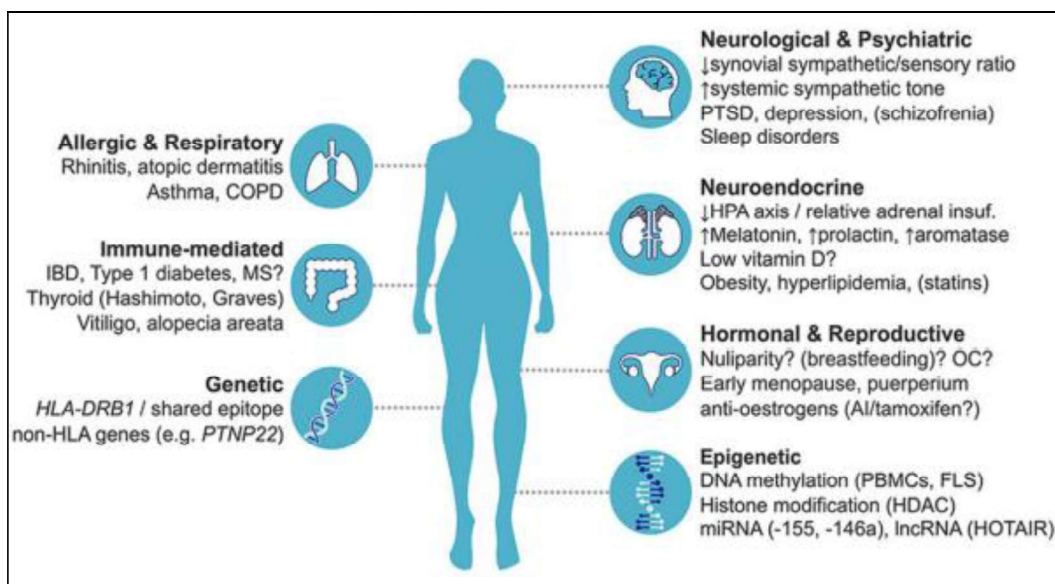 Allergic & Respiratory
Rhinitis, atopic dermatitis
Asthma, COPD
Immune-mediated
IBD, Type 1 diabetes, MS?
Thyroid (Hashimoto, Graves)
Vitiligo, alopecia areata
Genetic
HLA-DRB1 / shared epitope
non-HLA genes (e.g. PTNP22)
Neurological & Psychiatric
↓synovial sympathetic/sensory ratio
↑systemic sympathetic tone
PTSD, depression, (schizofrenia)
Sleep disorders
Neuroendocrine
↓HPA axis / relative adrenal insuf.
↑Melatonin, ↑prolactin, ↑aromatase
Low vitamin D?
Obesity, hyperlipidemia, (statins)
Hormonal & Reproductive
Nuliparity? (breastfeeding)? OC?
Early menopause, puerperium
anti-oestrogens (AI/tamoxifen?)
Epigenetic
DNA methylation (PBMCs, FLS)
Histone modification (HDAC)
miRNA (-155, -146a), lncRNA (HOTAIR)